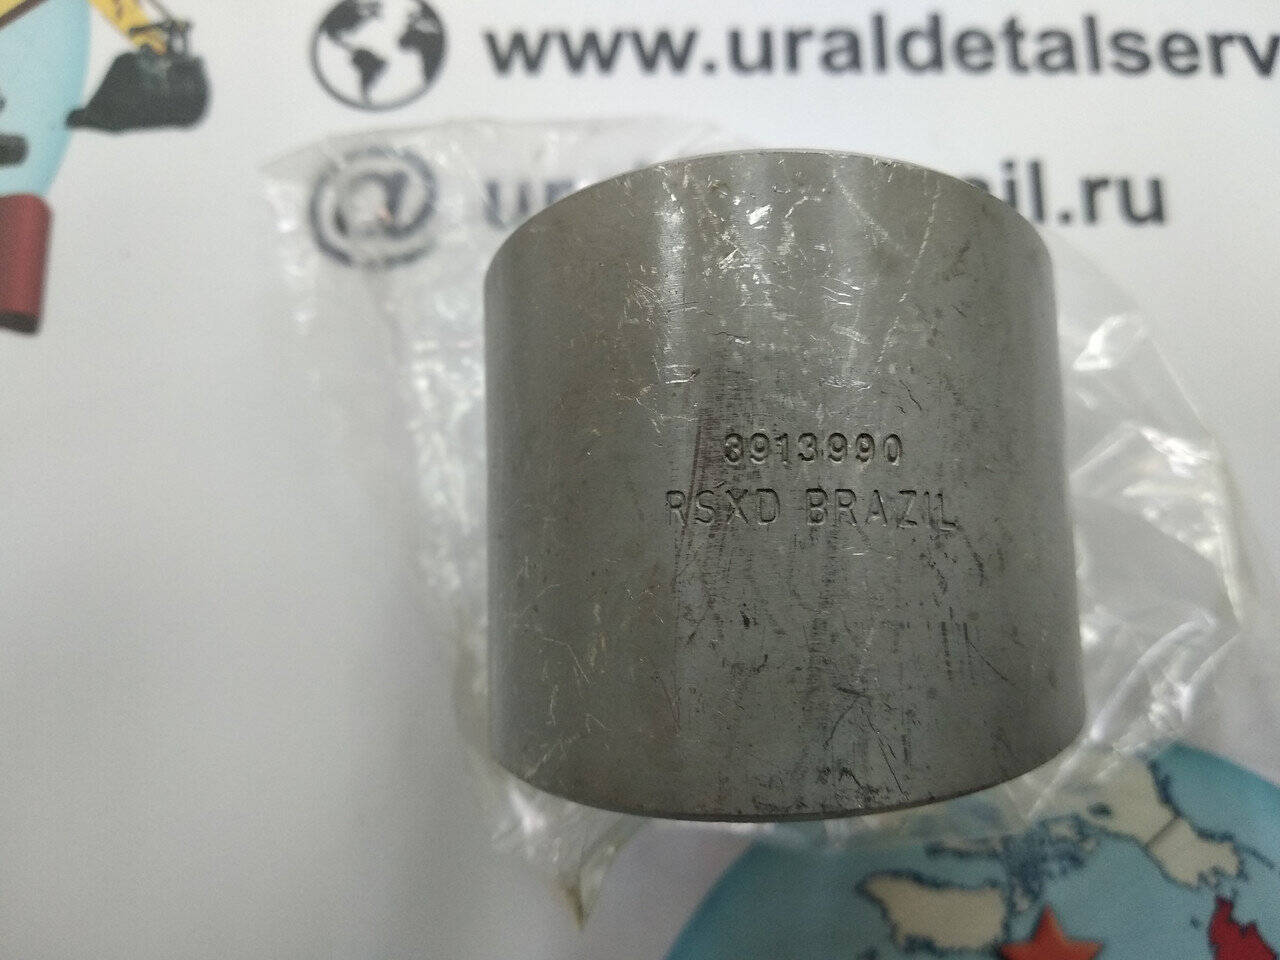 www.uraldetalserv
il.ru
3913990
RSXD BRAZIL